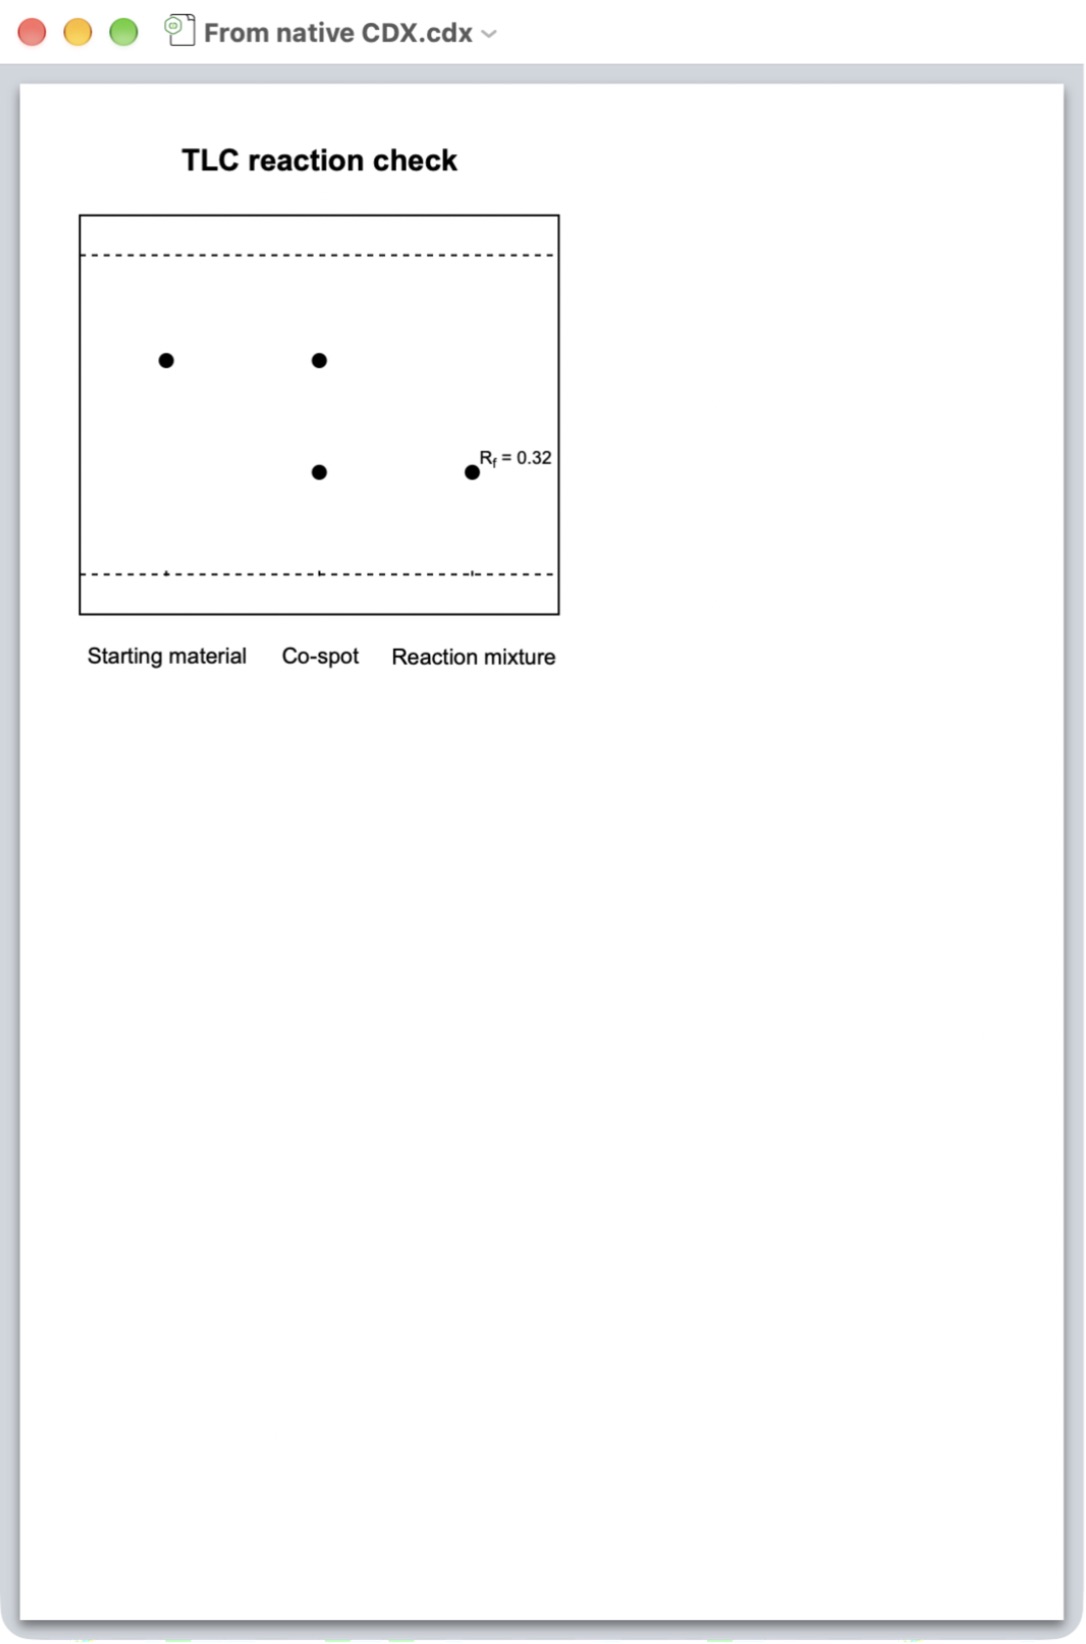 From native CDX.cdx
TLC reaction check
Rf = 0.32
Starting material Co-spot Reaction mixture